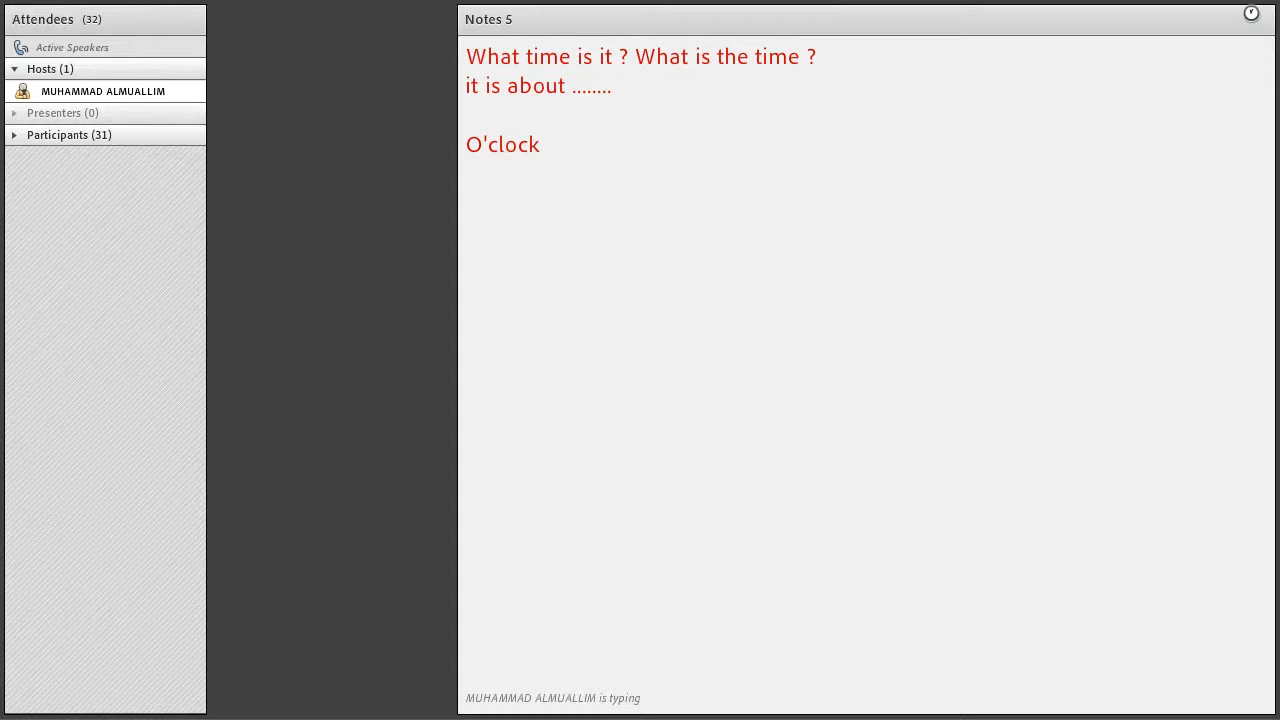 Attendees (32)
Active Speakers
Hosts (1)
MUHAMMAD ALMUALLIM
Presenters (0)
Participants (31)
Notes 5
What time is it ? What is the time ?
it is about ........
O'clock
MUHAMMAD ALMUALLIM is typing